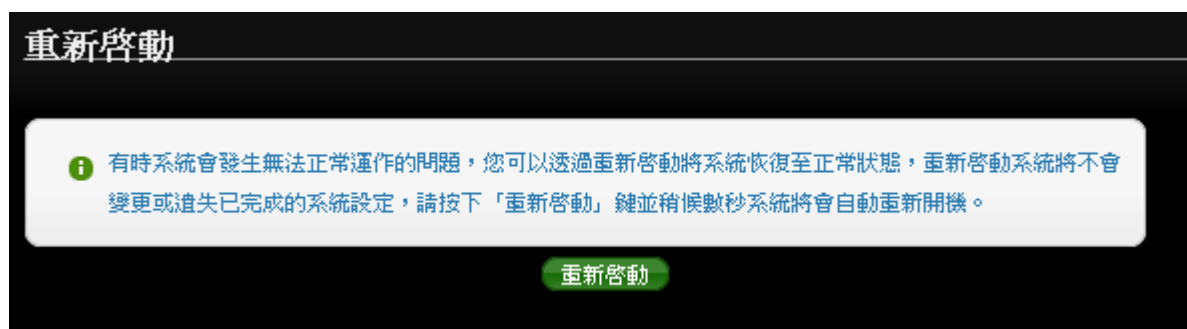 重新啓動
有時系統會發生無法正常運作的問題，您可以透過重新啓動將系統恢復至正常狀態，重新啓動系統將不會
變更或遺失已完成的系統設定，請按下「重新啓動」鍵並稍候數秒系統將會自動重新開機。
重新啓動